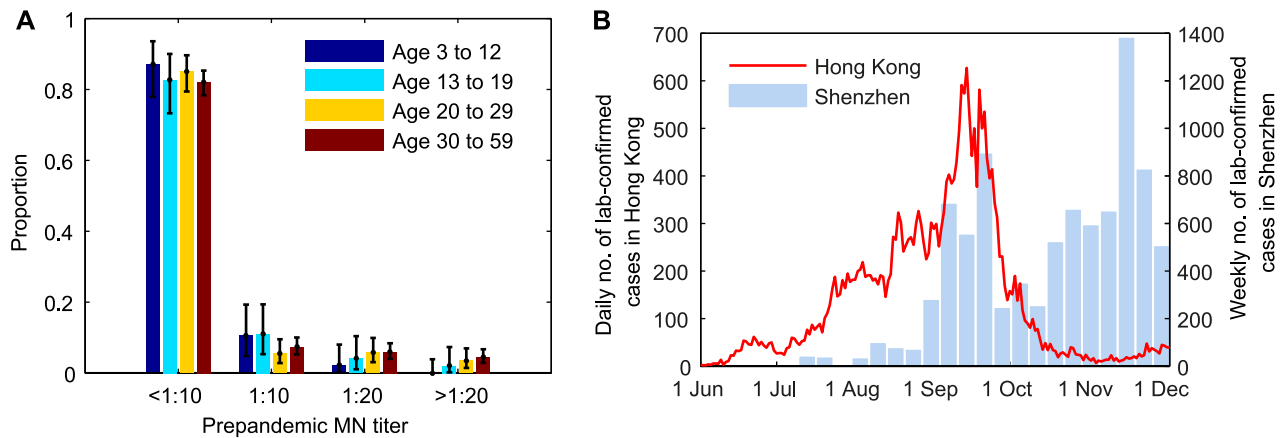 A
1
0.8
0.6
0.4
0.2
0
Proportion
Age 3 to 12
Age 13 to 19
Age 20 to 29
Age 30 to 59
<1:10
1:10
1:20
>1:20
Prepandemic MN titer
B
700
600
500
400
300
200
100
0
Daily no. of lab-confirmed
cases in Hong Kong
Hong Kong
Shenzhen
1400
1200
1000
800
600
400
200
0
Weekly no. of lab-confirmed
cases in Shenzhen
1 Jun
1 Jul
1 Aug
1 Sep
1 Oct
1 Nov
1 Dec